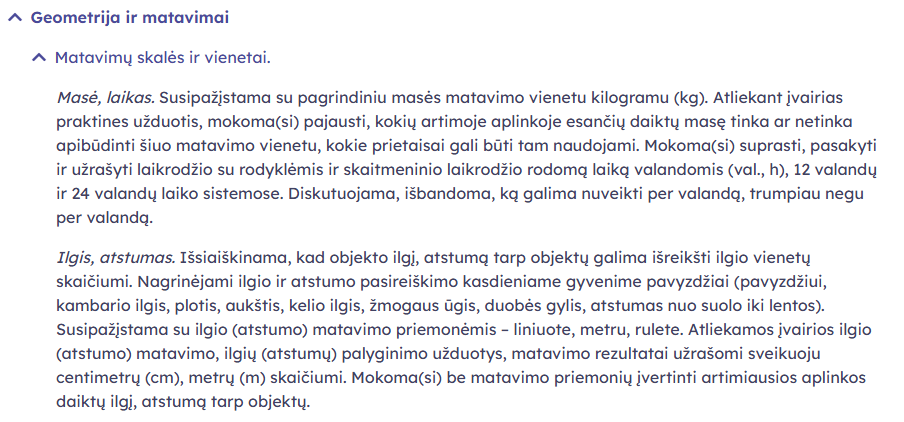 Geometrija ir matavimai
Matavimų skalės ir vienetai.
Masė, laikas. Susipažįstama su pagrindiniu masės matavimo vienetu kilogramu (kg). Atliekant įvairias
praktines užduotis, mokoma(si) pajausti, kokių artimoje aplinkoje esančių daiktų masę tinka ar netinka
apibūdinti šiuo matavimo vienetu, kokie prietaisai gali būti tam naudojami. Mokoma(si) suprasti, pasakyti
ir užrašyti laikrodžio su rodyklėmis ir skaitmeninio laikrodžio rodomą laiką valandomis (val., h), 12 valandų
ir 24 valandų laiko sistemose. Diskutuojama, išbandoma, ką galima nuveikti per valandą, trumpiau negu
per valandą.
Ilgis, atstumas. Išsiaiškinama, kad objekto ilgį, atstumą tarp objektų galima išreikšti ilgio vienetų
skaičiumi. Nagrinėjami ilgio ir atstumo pasireiškimo kasdieniame gyvenime pavyzdžiai (pavyzdžiui,
kambario ilgis, plotis, aukštis, kelio ilgis, žmogaus ūgis, duobės gylis, atstumas nuo suolo iki lentos).
Susipažįstama su ilgio (atstumo) matavimo priemonėmis – liniuote, metru, rulete. Atliekamos įvairios ilgio
(atstumo) matavimo, ilgių (atstumų) palyginimo užduotys, matavimo rezultatai užrašomi sveikuoju
centimetrų (cm), metrų (m) skaičiumi. Mokoma(si) be matavimo priemonių įvertinti artimiausios aplinkos
daiktų ilgį, atstumą tarp objektų.